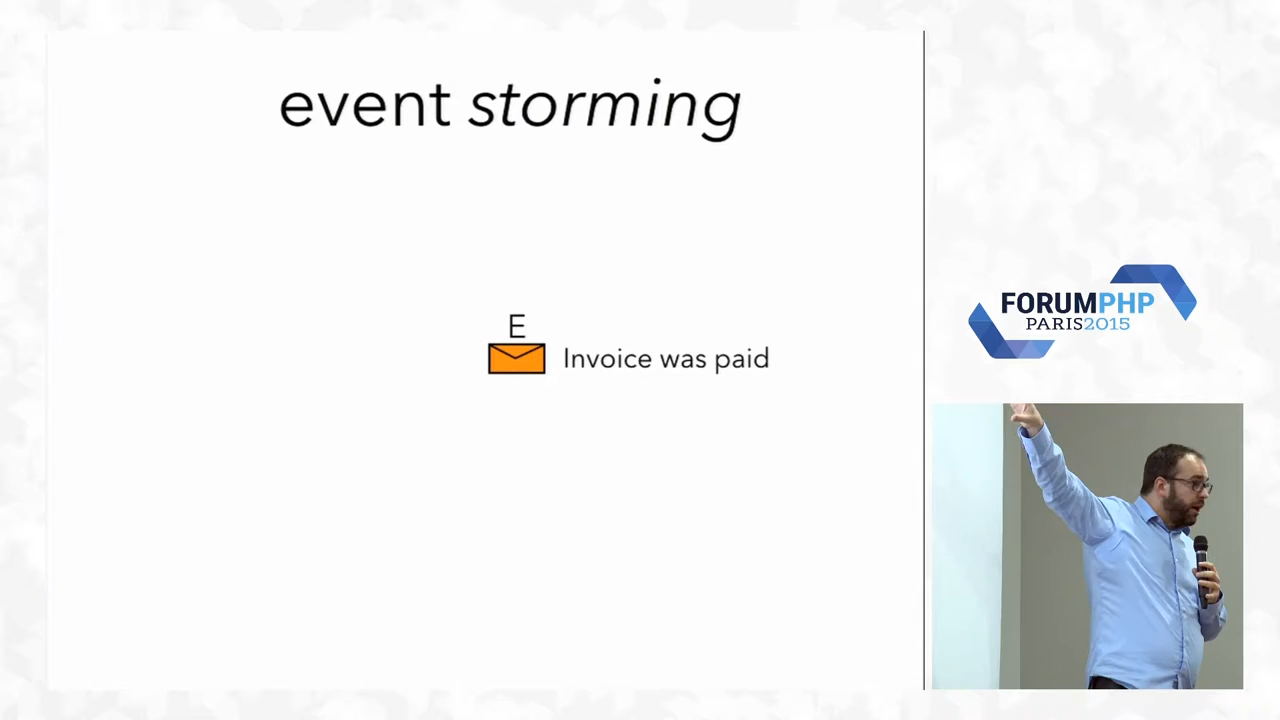 event storming
E
Invoice was paid
FORUMPHP
PARIS2015